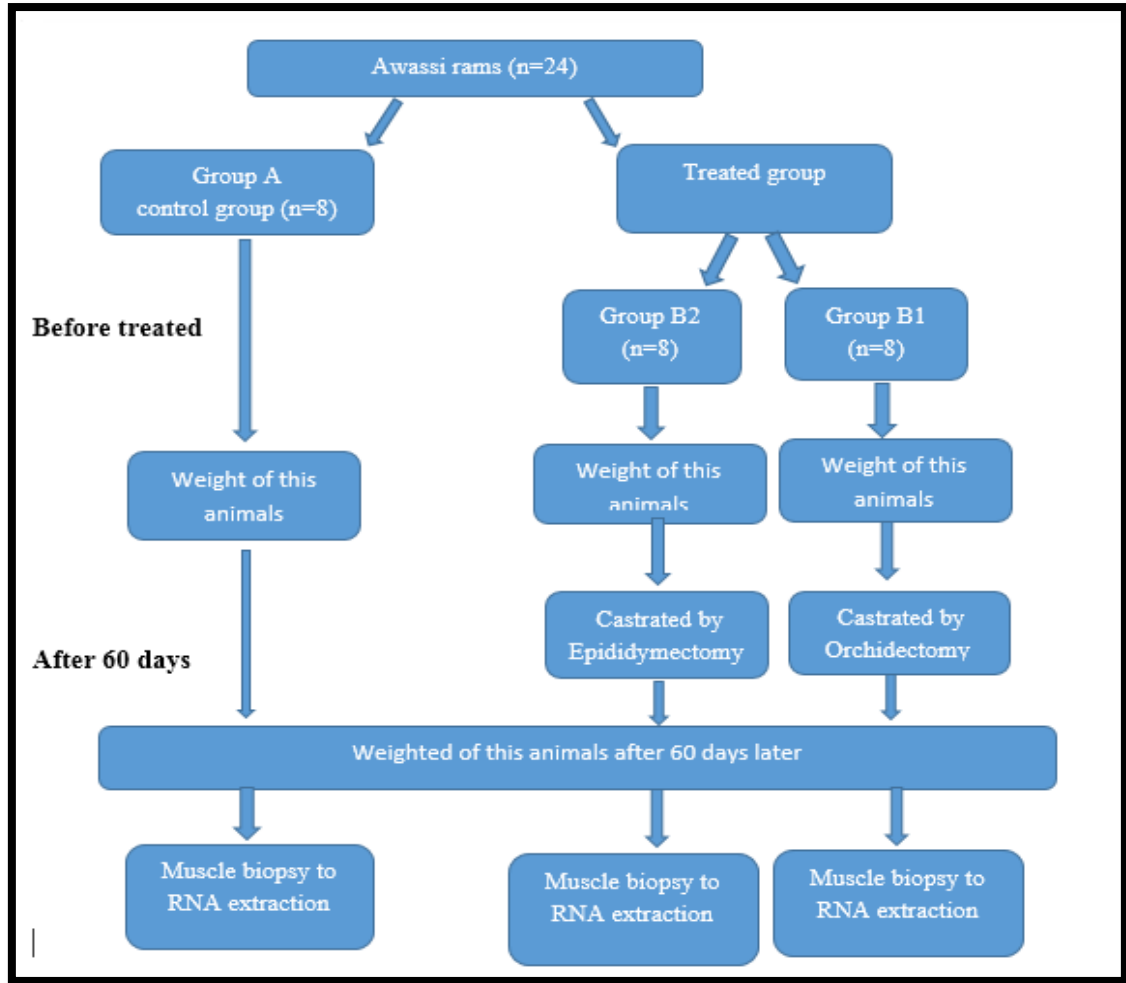 Awassi rams (n=24)
Group A
control group (n=8)
Treated group
Before treated
Group B2
(n=8)
Group B1
(n=8)
Weight of this
animals
Weight of this
animals
Weight of this
animals
After 60 days
Castrated by
Epididymectomy
Castrated by
Orchidectomy
Weighted of this animals after 60 days later
Muscle biopsy to
RNA extraction
Muscle biopsy to
RNA extraction
Muscle biopsy to
RNA extraction